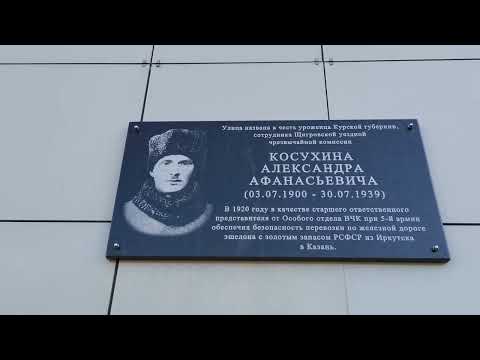 Улица названа в честь уроженца Курской губернии,
сотрудника Щигровской уездной
чрезвычайной комиссии
КОСУХИНА
АЛЕКСАНДРА
АФАНАСЬЕВИЧА
(03.07.1900 - 30.07.1939)
В 1920 году в качестве старшего ответственного
представителя от Особого отдела ВЧК при 5-й армии
обеспечил безопасность перевозки по железной дороге
эшелона с золотым запасом РСФСР из Иркутска
в Казань.